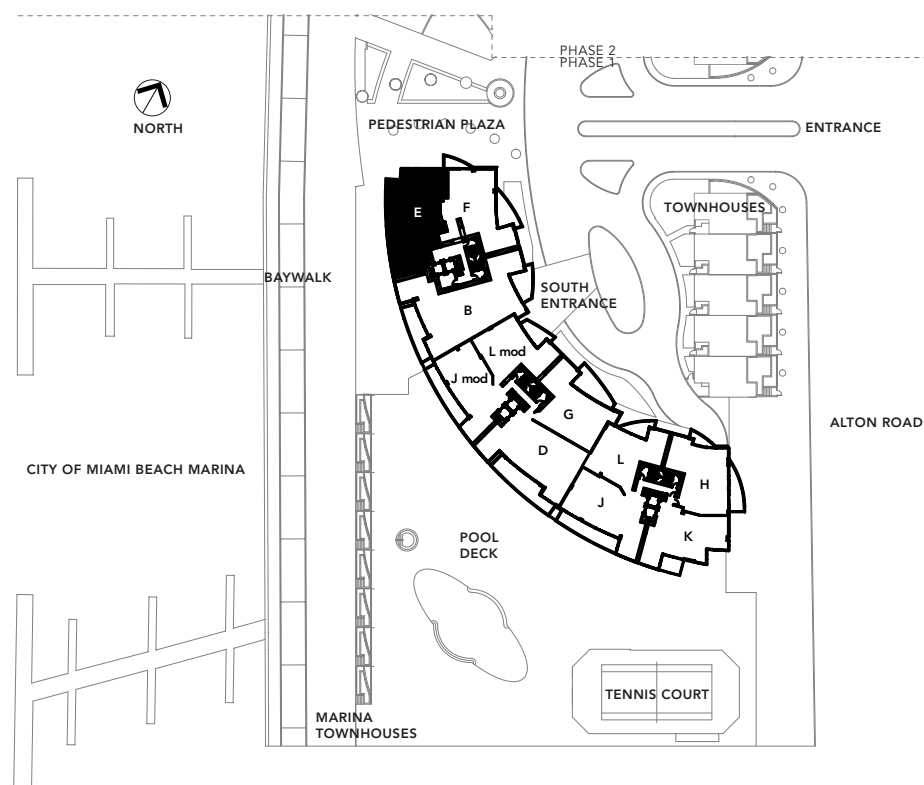 PHASE 2
PHASE 1
NORTH
PEDESTRIAN PLAZA
ENTRANCE
E
F
TOWNHOUSES
BAYWALK
SOUTH
ENTRANCE
B
L mod
J mod
G
ALTON ROAD
D
L
CITY OF MIAMI BEACH MARINA
H
J
K
POOL
DECK
TENNIS COURT
MARINA
TOWNHOUSES